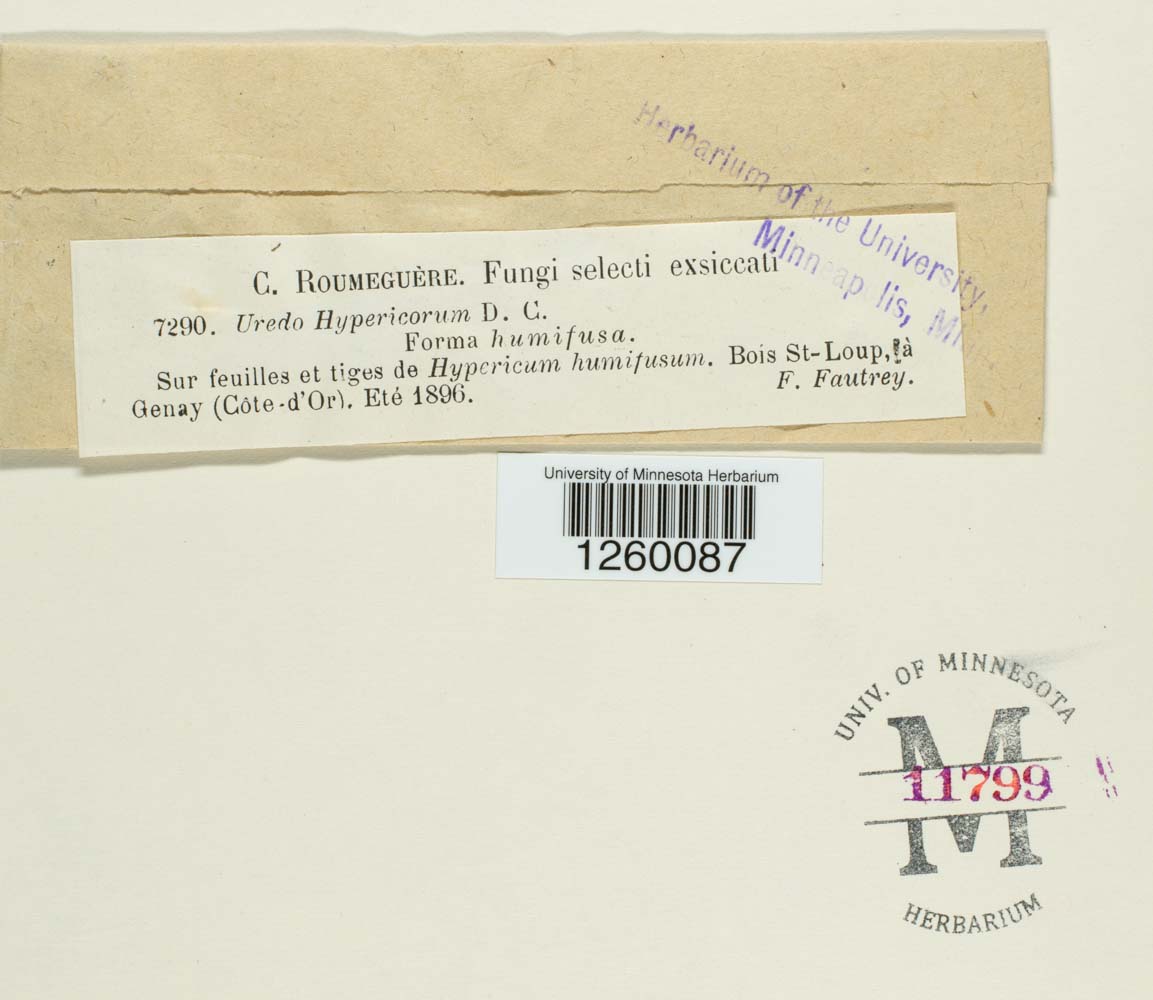 Herbarium of the University,
Minneapolis, Minn.
C. ROUMEGUÈRE. Fungi selecti exsiccati
7290. Uredo Hypericorum D. C.
Forma humifusa.
Sur feuilles et tiges de Hypericum humifusum. Bois St-Loup, à
Genay (Côte-d'Or). Eté 1896. F. Fautrey.
University of Minnesota Herbarium
1260087
UNIV. OF MINNESOTA
M
11799
HERBARIUM